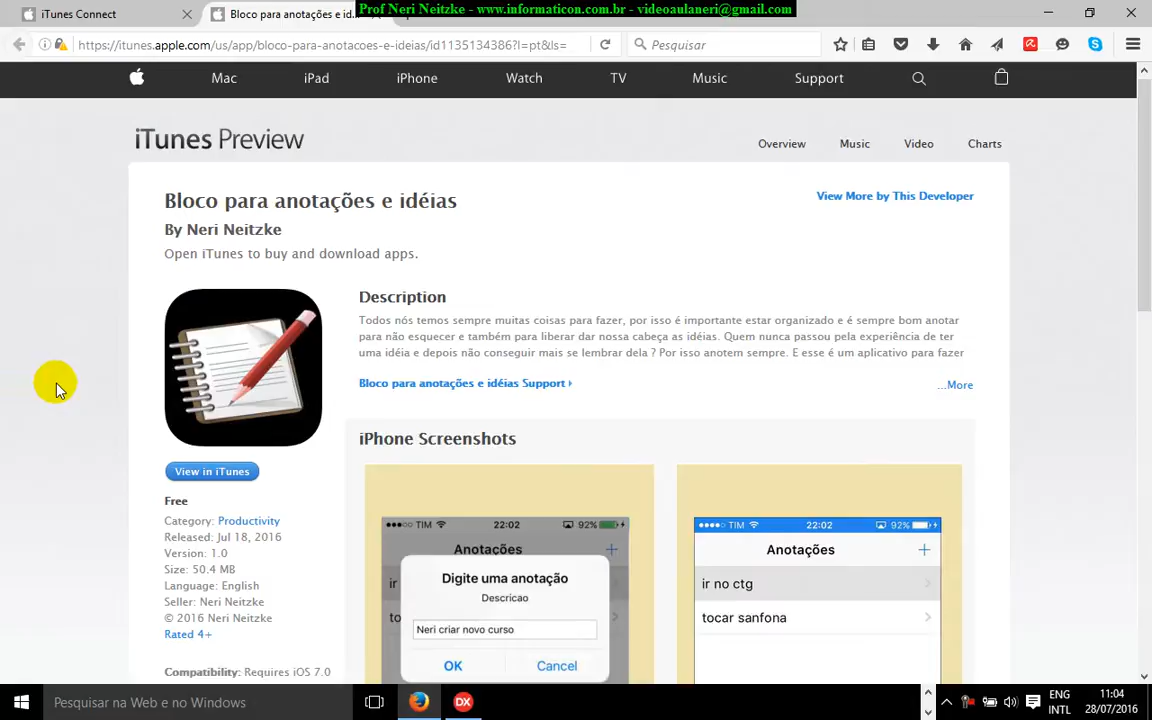 Prof Neri Neitzke - www.informaticon.com.br - videoaulaneri@gmail.com
iTunes Connect
Bloco para anotações e id...
https://itunes.apple.com/us/app/bloco-para-anotacoes-e-ideias/id1135134386?l=pt&ls=
Pesquisar
Mac iPad iPhone Watch TV Music Support
iTunes Preview
Overview Music Video Charts
Bloco para anotações e idéias
View More by This Developer
By Neri Neitzke
Open iTunes to buy and download apps.
Description
Todos nós temos sempre muitas coisas para fazer, por isso é importante estar organizado e é sempre bom anotar
para não esquecer e também para liberar dar nossa cabeça as idéias. Quem nunca passou pela experiência de ter
uma idéia e depois não conseguir mais se lembrar dela ? Por isso anotem sempre. E esse é um aplicativo para fazer
Bloco para anotações e idéias Support
...More
iPhone Screenshots
View in iTunes
Free
Category: Productivity
Released: Jul 18, 2016
Version: 1.0
Size: 50.4 MB
Language: English
Seller: Neri Neitzke
© 2016 Neri Neitzke
Rated 4+
Compatibility: Requires iOS 7.0
TIM 22:02 92%
Anotações
ir
to
Digite uma anotação
Descricao
Neri criar novo curso
OK Cancel
TIM 22:02 92%
Anotações
ir no ctg
tocar sanfona
Pesquisar na Web e no Windows
DX
ENG
INTL
11:04
28/07/2016